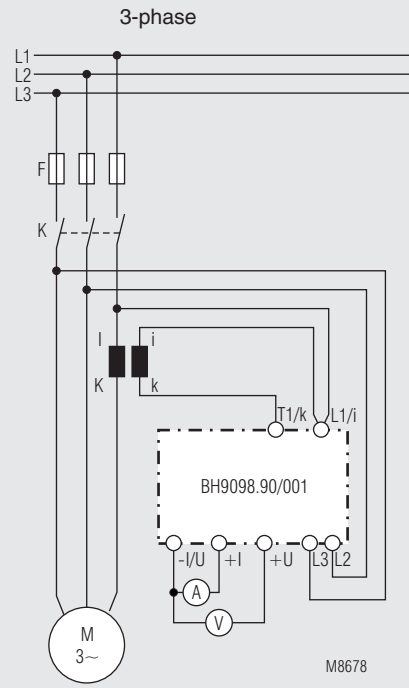 3-phase
L1
L2
L3
F
K
l i
K k
T1/k L1/i
BH9098.90/001
-I/U +I +U L3 L2
A
V
M
3~
M8678